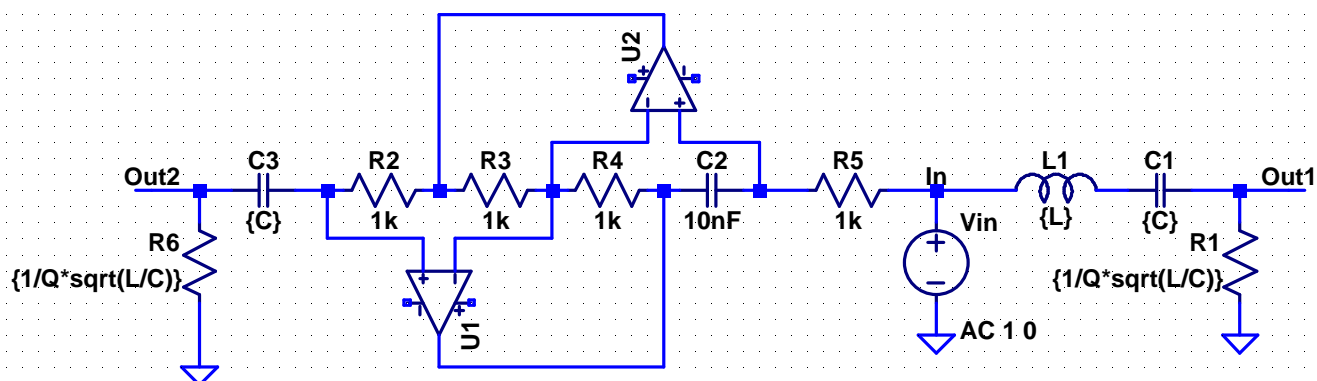 U2
Out2
C3
R2
R3
R4
C2
R5
In
L1
C1
Out1
{C}
1k
1k
1k
10nF
1k
Vin
{L}
{C}
R6
R1
{1/Q*sqrt(L/C)}
{1/Q*sqrt(L/C)}
U1
AC 1 0